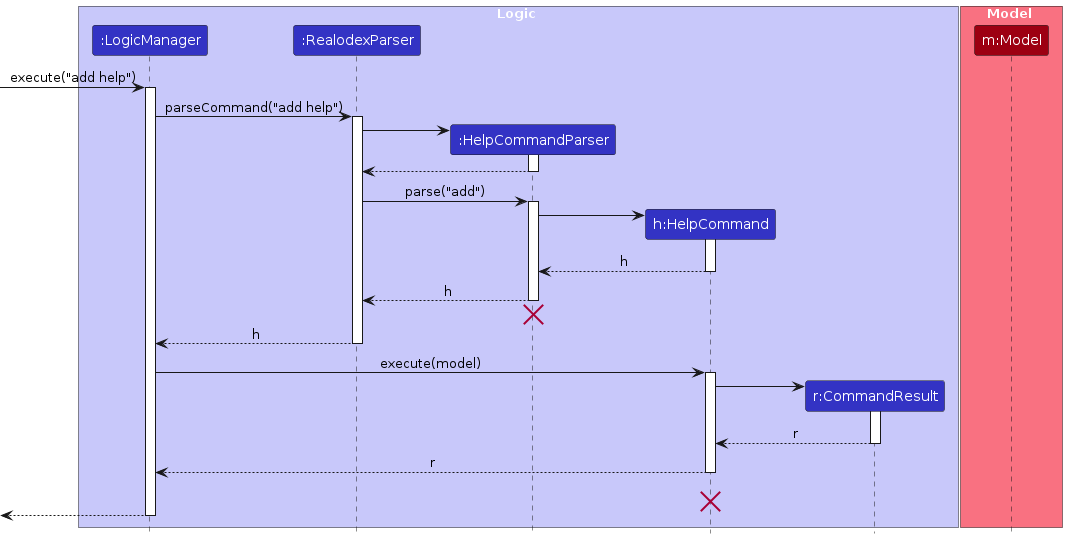 Logic
Model
:LogicManager
:RealodexParser
m:Model
execute("add help")
parseCommand("add help")
:HelpCommandParser
parse("add")
h:HelpCommand
h
h
h
execute(model)
r:CommandResult
r
r